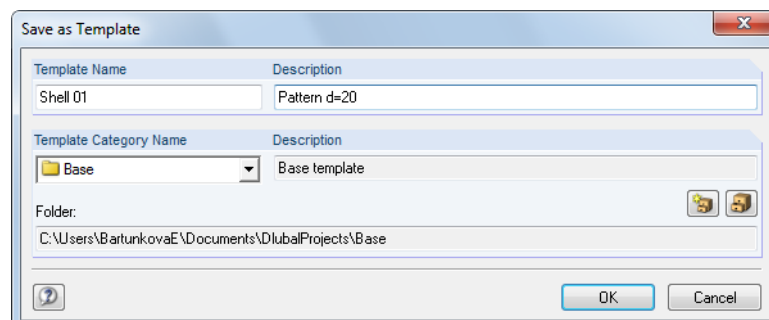 Save as Template
Template Name Description
Shell 01 Pattern d=20
Template Category Name Description
Base Base template
Folder:
C:\Users\BartunkovaE\Documents\DlubalProjects\Base
OK Cancel